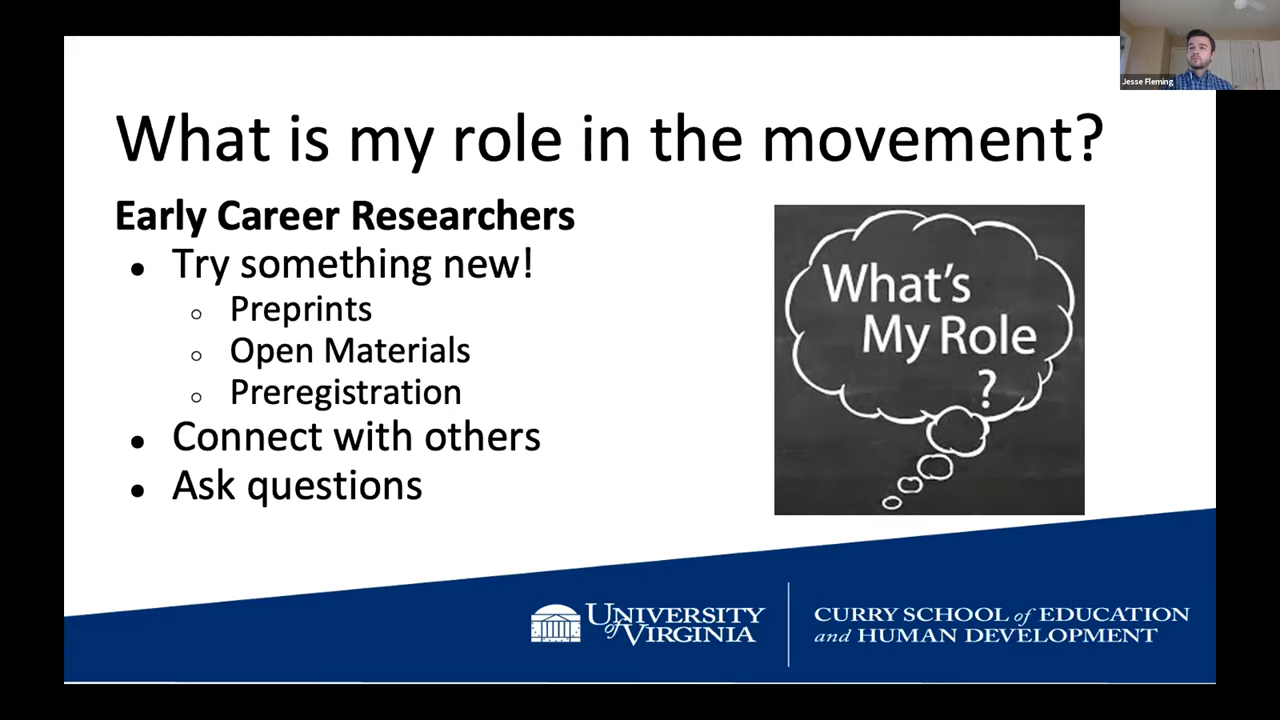 Jesse Fleming
What is my role in the movement?
Early Career Researchers
● Try something new!
○ Preprints
○ Open Materials
○ Preregistration
● Connect with others
● Ask questions
What's
My Role
?
UNIVERSITY
of VIRGINIA
CURRY SCHOOL of EDUCATION
and HUMAN DEVELOPMENT